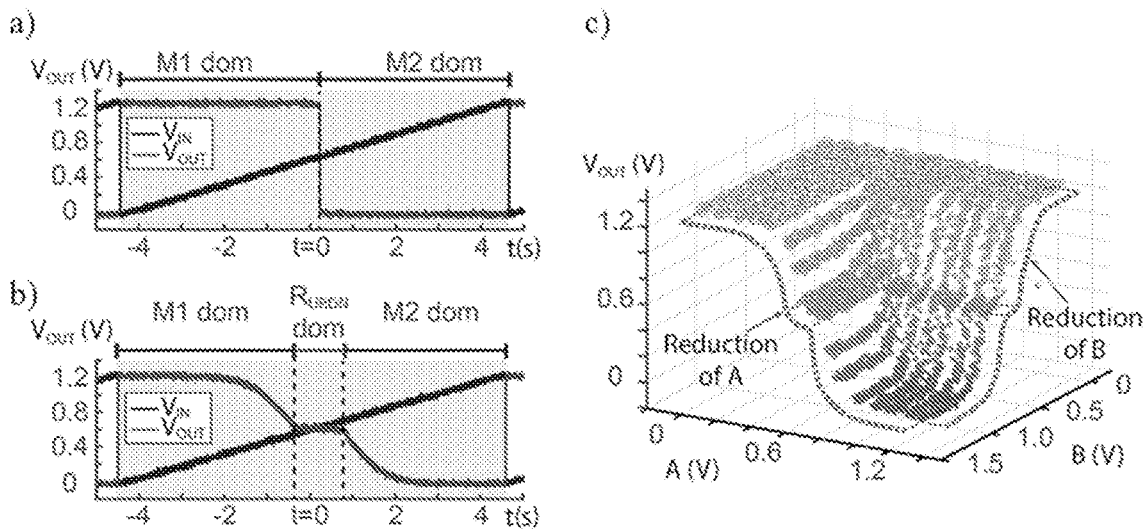 a)
M1 dom
M2 dom
V_OUT (V)
1.2
0.8
0.4
0
V_IN
V_OUT
-4
-2
t=0
2
4
t(s)
b)
M1 dom
dom
M2 dom
V_OUT (V)
1.2
0.8
0.4
0
V_IN
V_OUT
-4
-2
t=0
2
4
t(s)
c)
V_OUT (V)
1.2
0.6
0
Reduction
of A
Reduction
of B
0
0.6
1.2
A (V)
1.5
1.0
0.5
0
B (V)